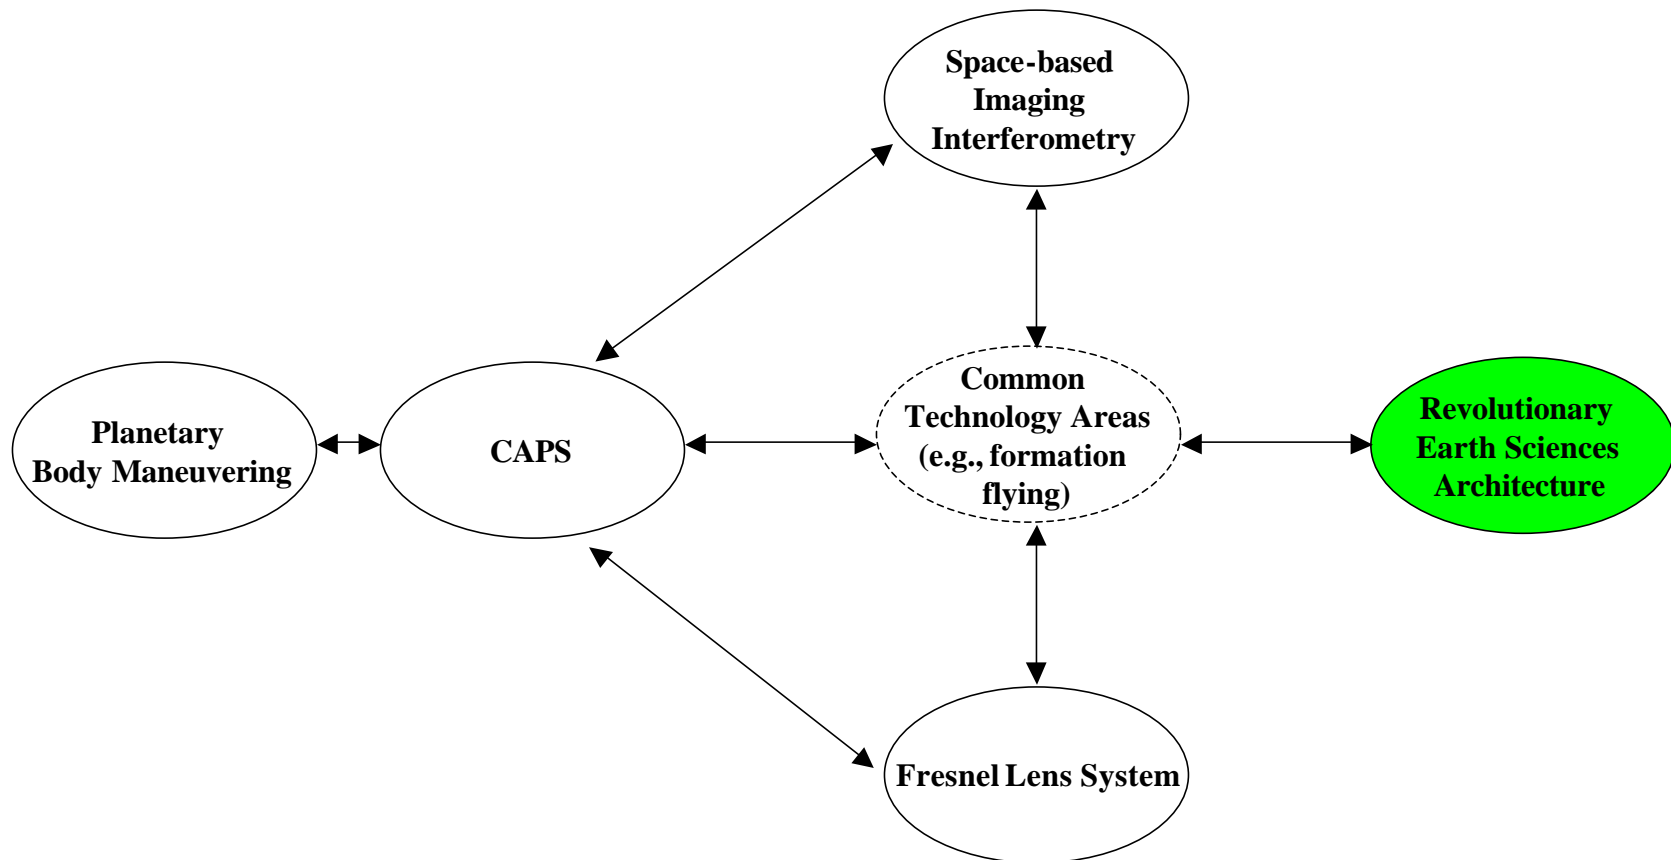 Space-based
Imaging
Interferometry
Planetary
Body Maneuvering
CAPS
Common
Technology Areas
(e.g., formation
flying)
Revolutionary
Earth Sciences
Architecture
Fresnel Lens System